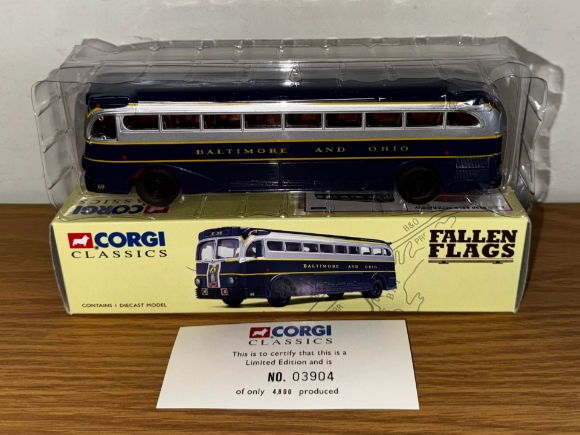 69
BALTIMORE AND OHIO
CORGI
CLASSICS
CONTAINS 1 DIECAST MODEL
BALTIMORE AND OHIO
B&O
FALLEN
FLAGS
CORGI
CLASSICS
This is to certify that this is a
Limited Edition and is
NO. 03904
of only 4,800 produced